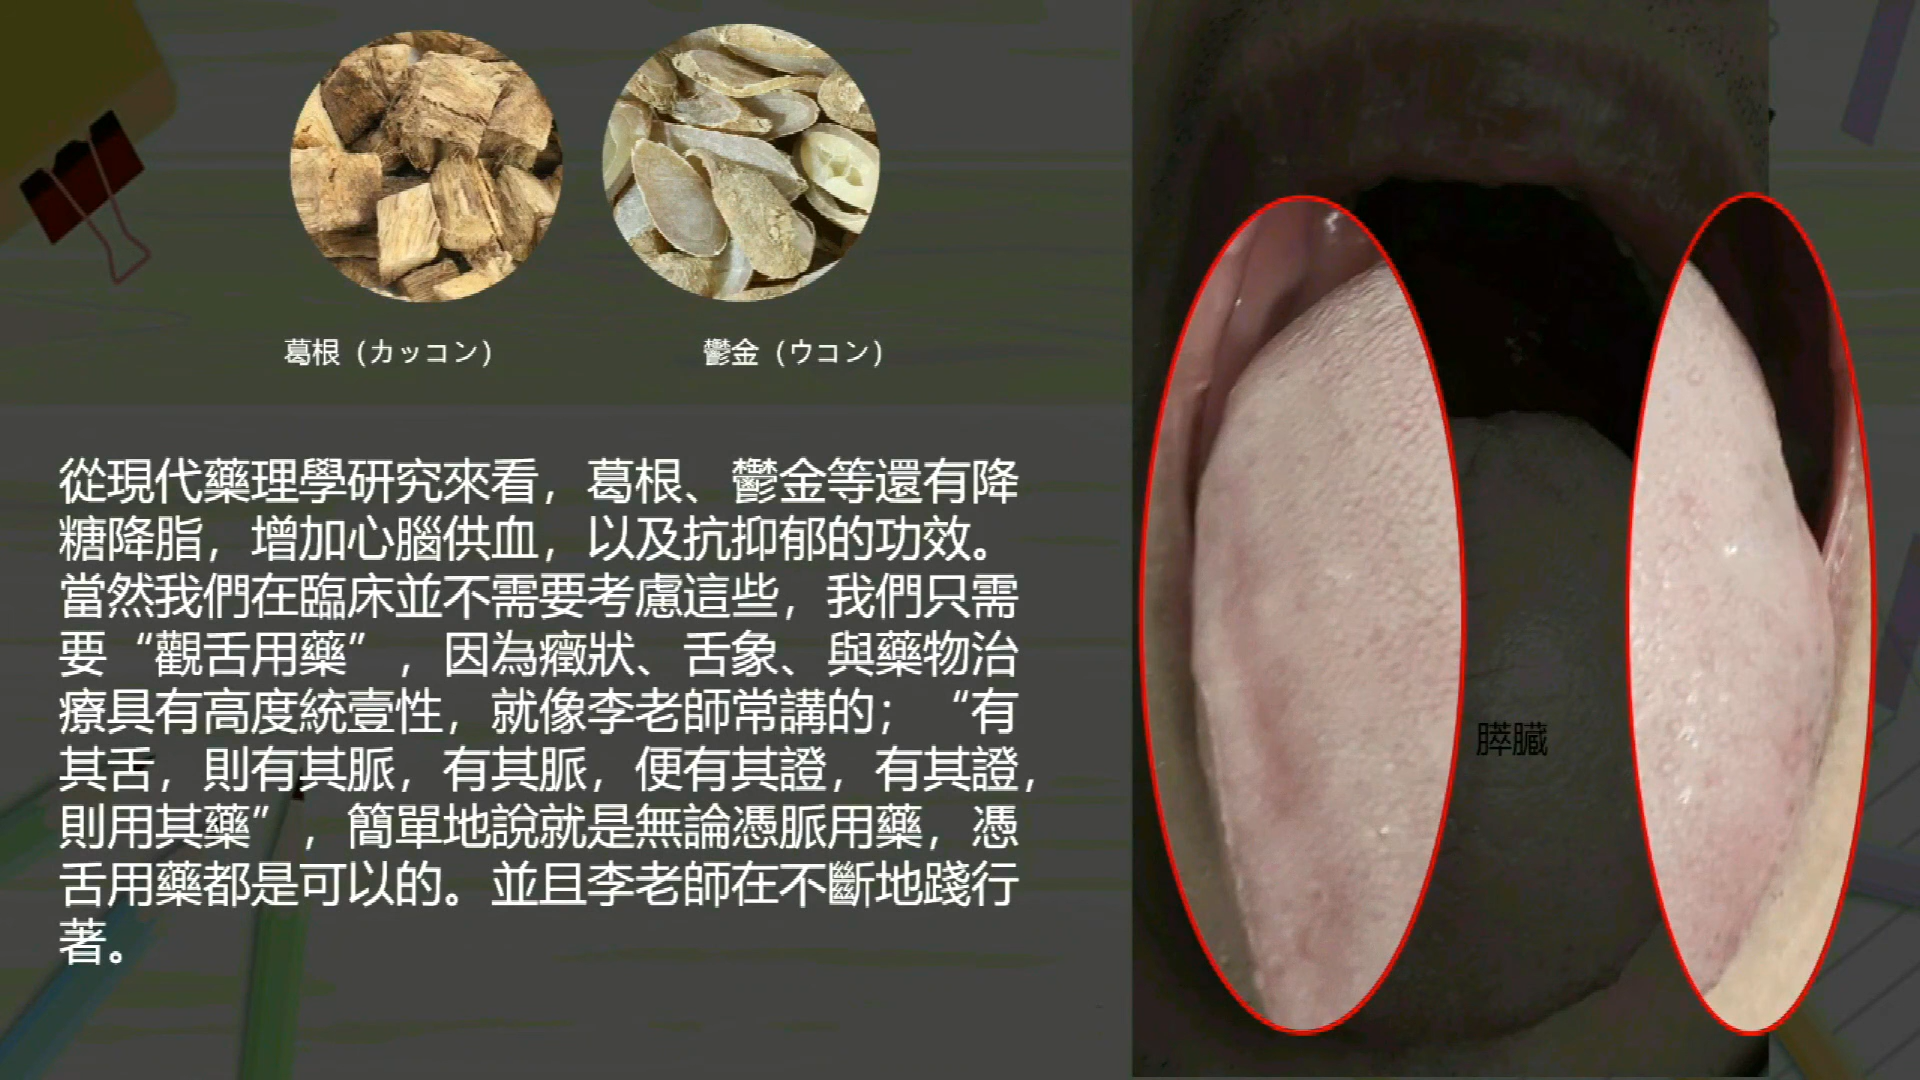 葛根（カッコン）
鬱金（ウコン）
從現代藥理學研究來看，葛根、鬱金等還有降
糖降脂，增加心腦供血，以及抗抑郁的功效。
當然我們在臨床並不需要考慮這些，我們只需
要“觀舌用藥”，因為癥狀、舌象、與藥物治
療具有高度統壹性，就像李老師常講的；“有
其舌，則有其脈，有其脈，便有其證，有其證，
則用其藥”，簡單地說就是無論憑脈用藥，憑
舌用藥都是可以的。並且李老師在不斷地踐行
著。
膵臓